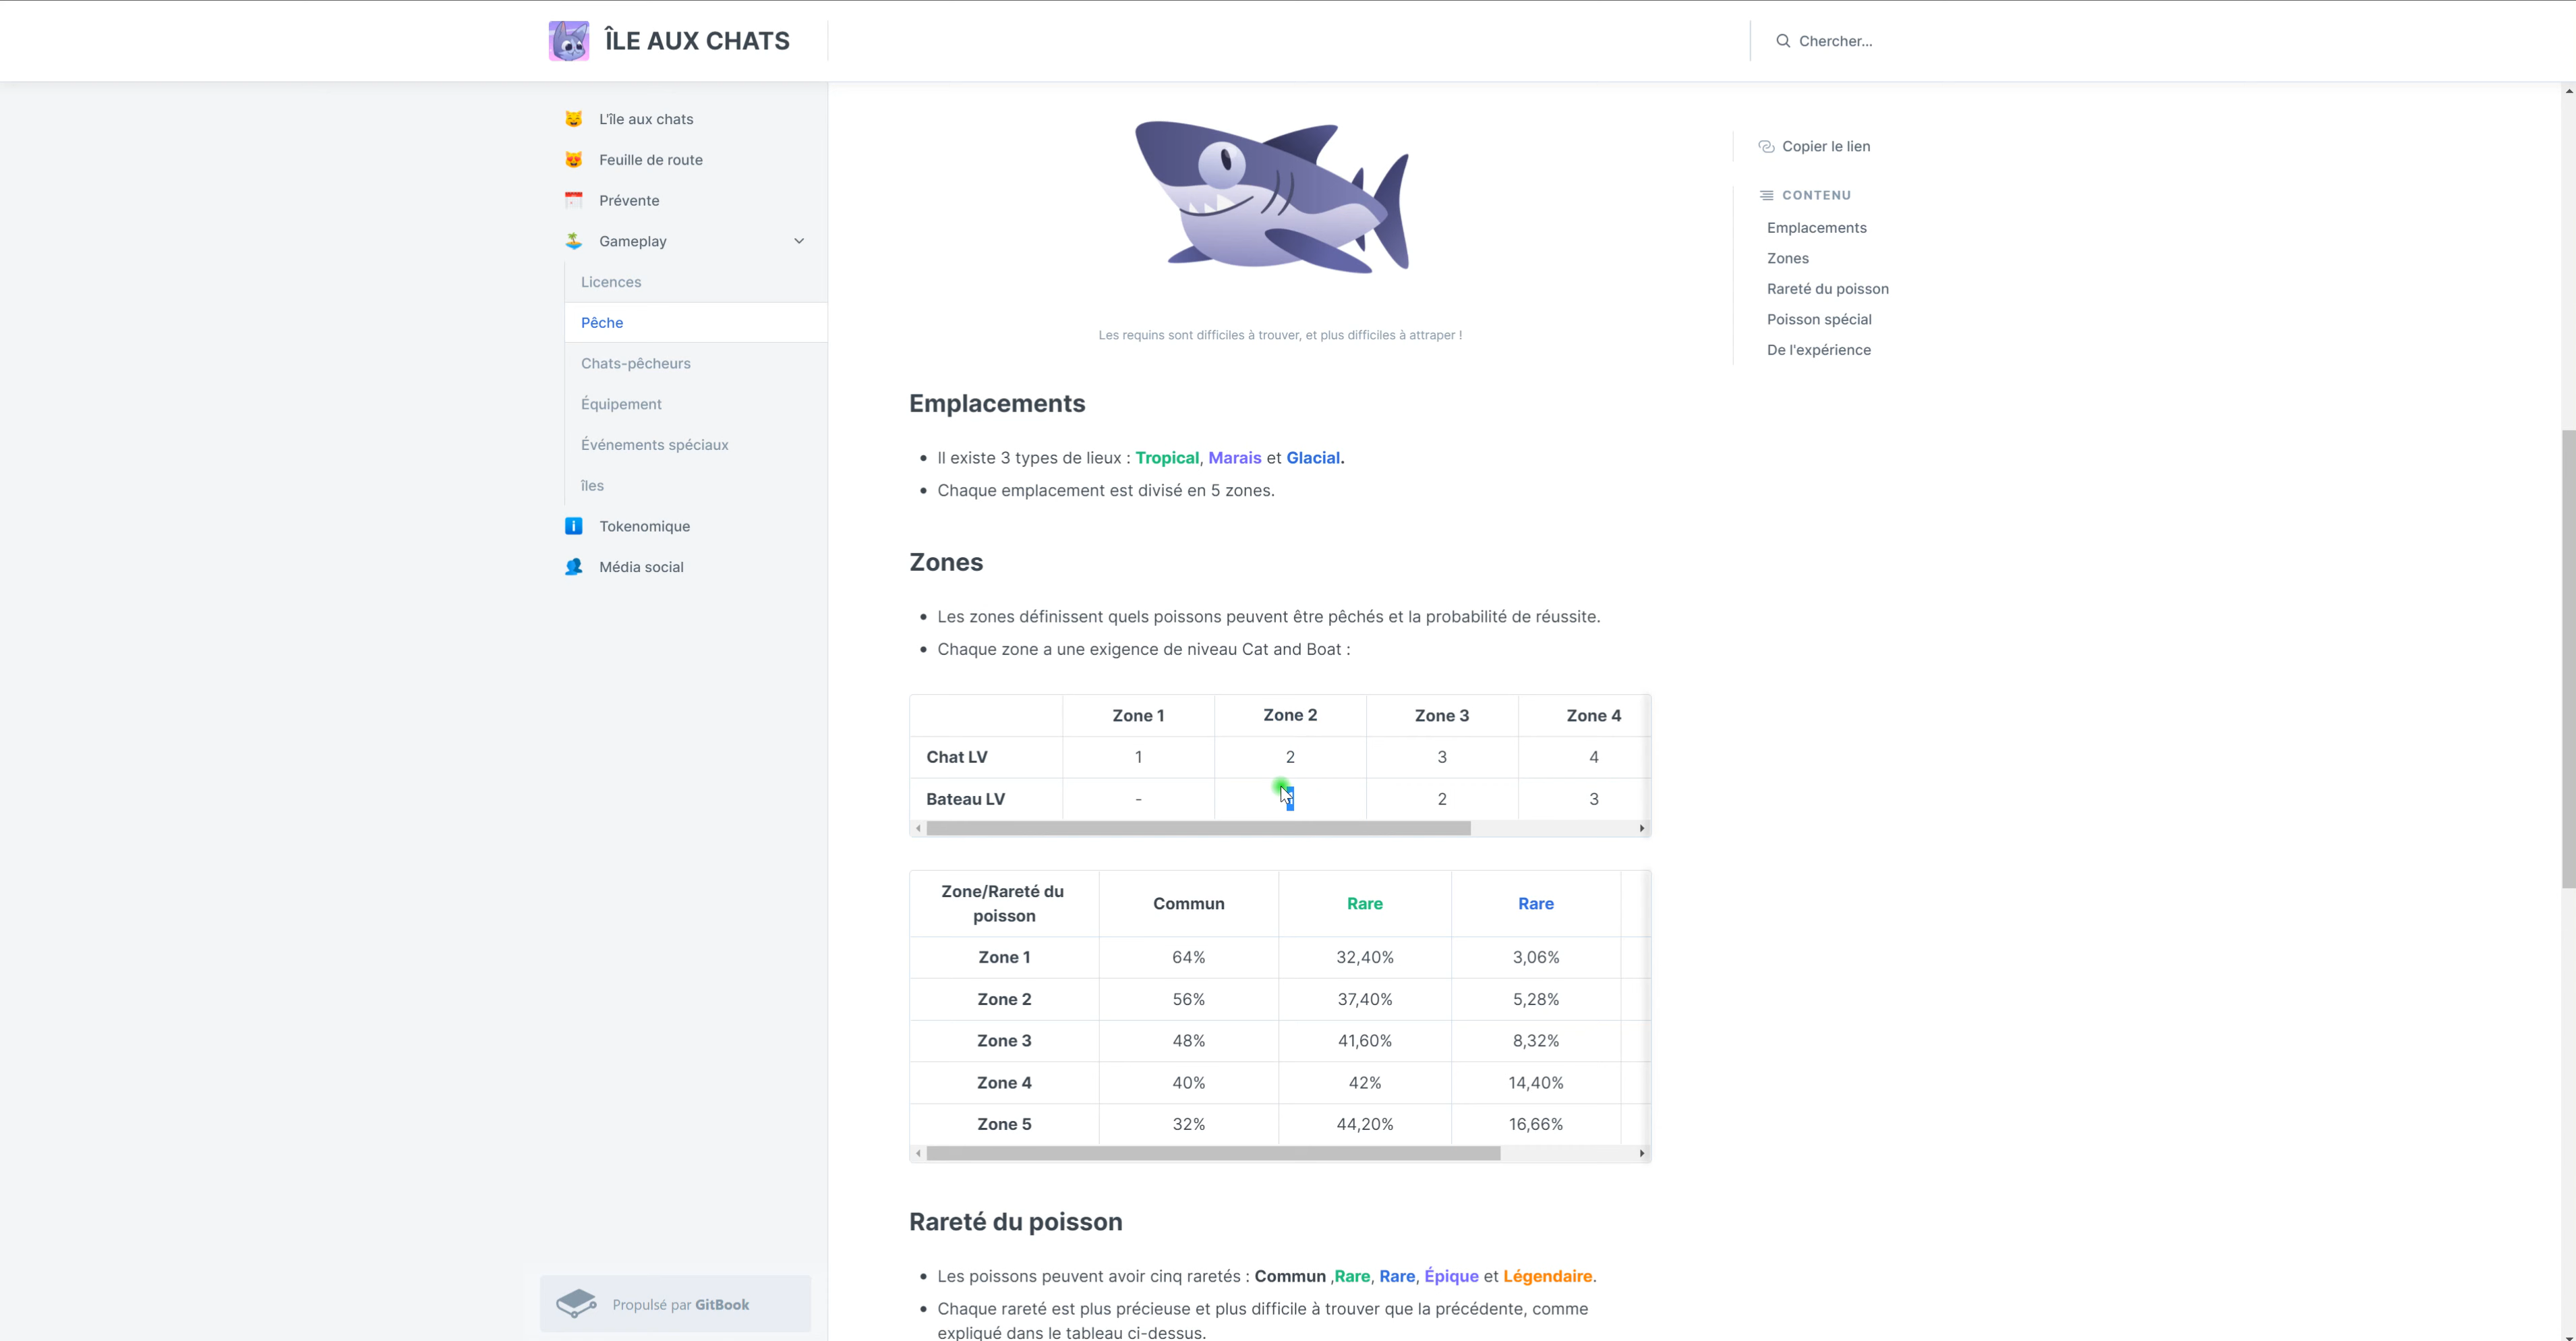 ÎLE AUX CHATS
Chercher...
L'île aux chats
Feuille de route
Prévente
Gameplay
Licences
Pêche
Chats-pêcheurs
Équipement
Événements spéciaux
îles
Tokenomique
Média social
Propulsé par GitBook
Les requins sont difficiles à trouver, et plus difficiles à attraper !
Emplacements
Il existe 3 types de lieux : Tropical, Marais et Glacial.
Chaque emplacement est divisé en 5 zones.
Zones
Les zones définissent quels poissons peuvent être pêchés et la probabilité de réussite.
Chaque zone a une exigence de niveau Cat and Boat :
Zone 1 Zone 2 Zone 3 Zone 4
Chat LV 1 2 3 4
Bateau LV - 2 3
Zone/Rareté du
poisson
Commun Rare Rare
Zone 1 64% 32,40% 3,06%
Zone 2 56% 37,40% 5,28%
Zone 3 48% 41,60% 8,32%
Zone 4 40% 42% 14,40%
Zone 5 32% 44,20% 16,66%
Rareté du poisson
Les poissons peuvent avoir cinq raretés : Commun ,Rare, Rare, Épique et Légendaire.
Chaque rareté est plus précieuse et plus difficile à trouver que la précédente, comme
expliqué dans le tableau ci-dessus.
Copier le lien
CONTENU
Emplacements
Zones
Rareté du poisson
Poisson spécial
De l'expérience